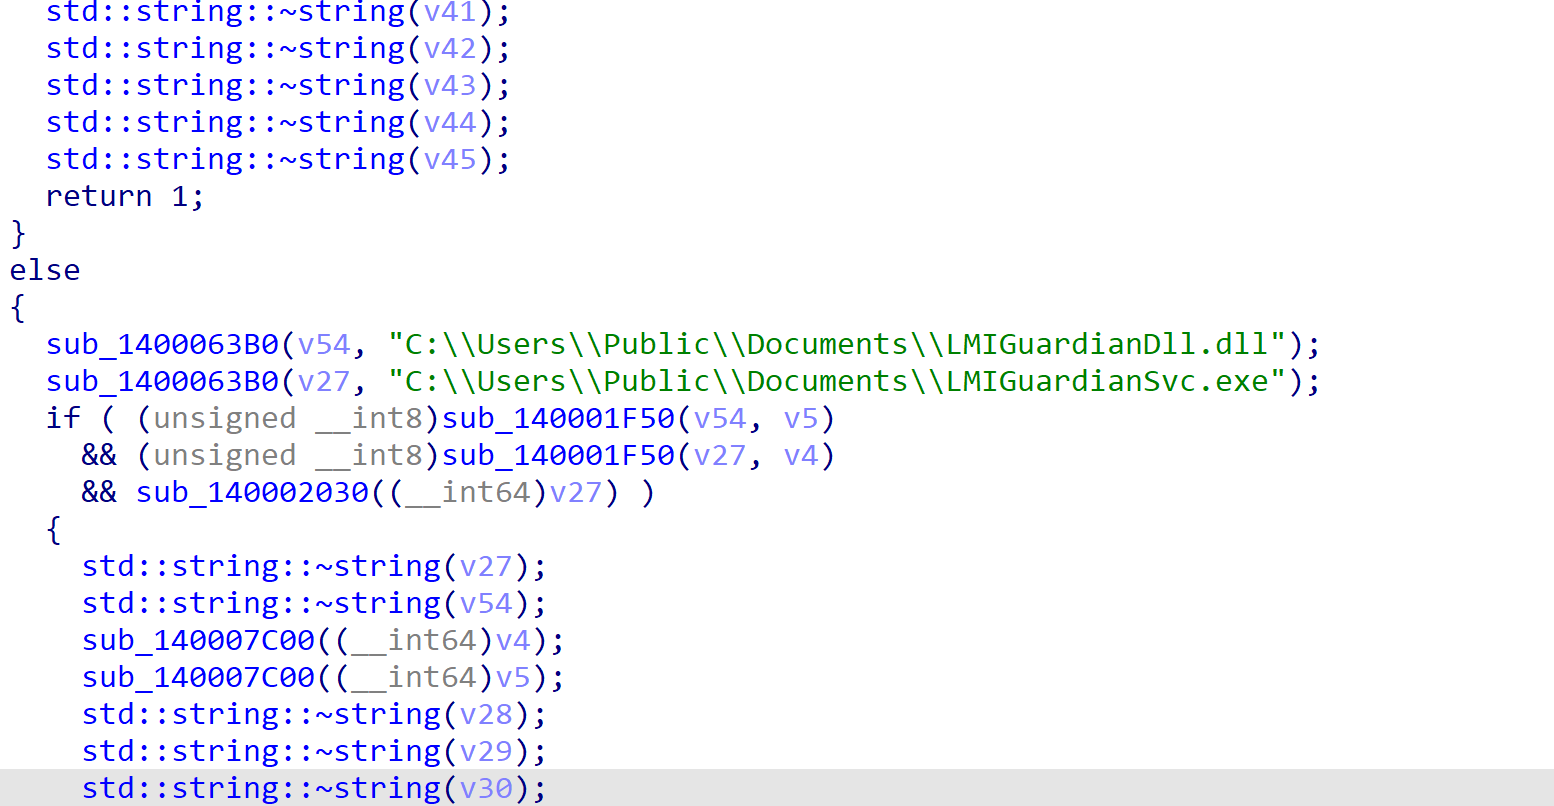 std::string::~string(v41);
std::string::~string(v42);
std::string::~string(v43);
std::string::~string(v44);
std::string::~string(v45);
return 1;
}
else
{
sub_1400063B0(v54, "C:\\Users\\Public\\Documents\\LMIGuardianDll.dll");
sub_1400063B0(v27, "C:\\Users\\Public\\Documents\\LMIGuardianSvc.exe");
if ( (unsigned __int8)sub_140001F50(v54, v5)
&& (unsigned __int8)sub_140001F50(v27, v4)
&& sub_140002030((__int64)v27) )
{
std::string::~string(v27);
std::string::~string(v54);
sub_140007C00((__int64)v4);
sub_140007C00((__int64)v5);
std::string::~string(v28);
std::string::~string(v29);
std::string::~string(v30);